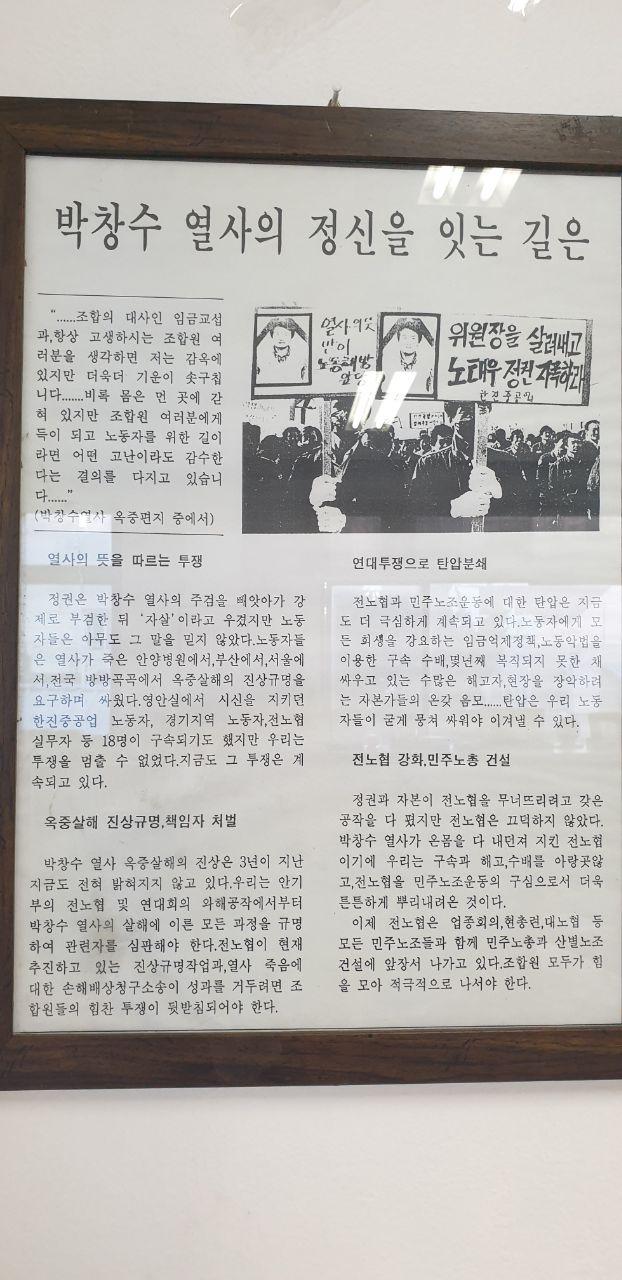 박창수 열사의 정신을 잇는 길은
“......조합의 대사인 임금교섭
과,항상 고생하시는 조합원 여
러분을 생각하면 저는 감옥에
있지만 더욱더 기운이 솟구칩
니다.......비록 몸은 먼 곳에 갇
혀 있지만 조합원 여러분에게
득이 되고 노동자를 위한 길이
라면 어떤 고난이라도 감수한
다는 결의를 다지고 있습니
다......”
(박창수열사 옥중편지 중에서)
열사의 뜻
받아
노동해방
앞당
위원장을 살려내고
노태우 정권 자폭하라
한진중공업
열사의 뜻을 따르는 투쟁
정권은 박창수 열사의 주검을 빼앗아가 강
제로 부검한 뒤 ‘자살’이라고 우겼지만 노동
자들은 아무도 그 말을 믿지 않았다.노동자들
은 열사가 죽은 안양병원에서,부산에서,서울에
서,전국 방방곡곡에서 옥중살해의 진상규명을
요구하며 싸웠다.영안실에서 시신을 지키던
한진중공업 노동자, 경기지역 노동자,전노협
실무자 등 18명이 구속되기도 했지만 우리는
투쟁을 멈출 수 없었다.지금도 그 투쟁은 계
속되고 있다.
옥중살해 진상규명,책임자 처벌
박창수 열사 옥중살해의 진상은 3년이 지난
지금도 전혀 밝혀지지 않고 있다.우리는 안기
부의 전노협 및 연대회의 와해공작에서부터
박창수 열사의 살해에 이른 모든 과정을 규명
하여 관련자를 심판해야 한다.전노협이 현재
추진하고 있는 진상규명작업과,열사 죽음에
대한 손해배상청구소송이 성과를 거두려면 조
합원들의 힘찬 투쟁이 뒷받침되어야 한다.
연대투쟁으로 탄압분쇄
전노협과 민주노조운동에 대한 탄압은 지금
도 더 극심하게 계속되고 있다.노동자에게 모
든 희생을 강요하는 임금억제정책,노동악법을
이용한 구속 수배,몇년째 복직되지 못한 채
싸우고 있는 수많은 해고자,현장을 장악하려
는 자본가들의 온갖 음모......탄압은 우리 노동
자들이 굳게 뭉쳐 싸워야 이겨낼 수 있다.
전노협 강화,민주노총 건설
정권과 자본이 전노협을 무너뜨리려고 갖은
공작을 다 폈지만 전노협은 끄덕하지 않았다.
박창수 열사가 온몸을 다 내던져 지킨 전노협
이기에 우리는 구속과 해고,수배를 아랑곳않
고,전노협을 민주노조운동의 구심으로서 더욱
튼튼하게 뿌리내려온 것이다.
이제 전노협은 업종회의,현총련,대노협 등
모든 민주노조들과 함께 민주노총과 산별노조
건설에 앞장서 나가고 있다.조합원 모두가 힘
을 모아 적극적으로 나서야 한다.